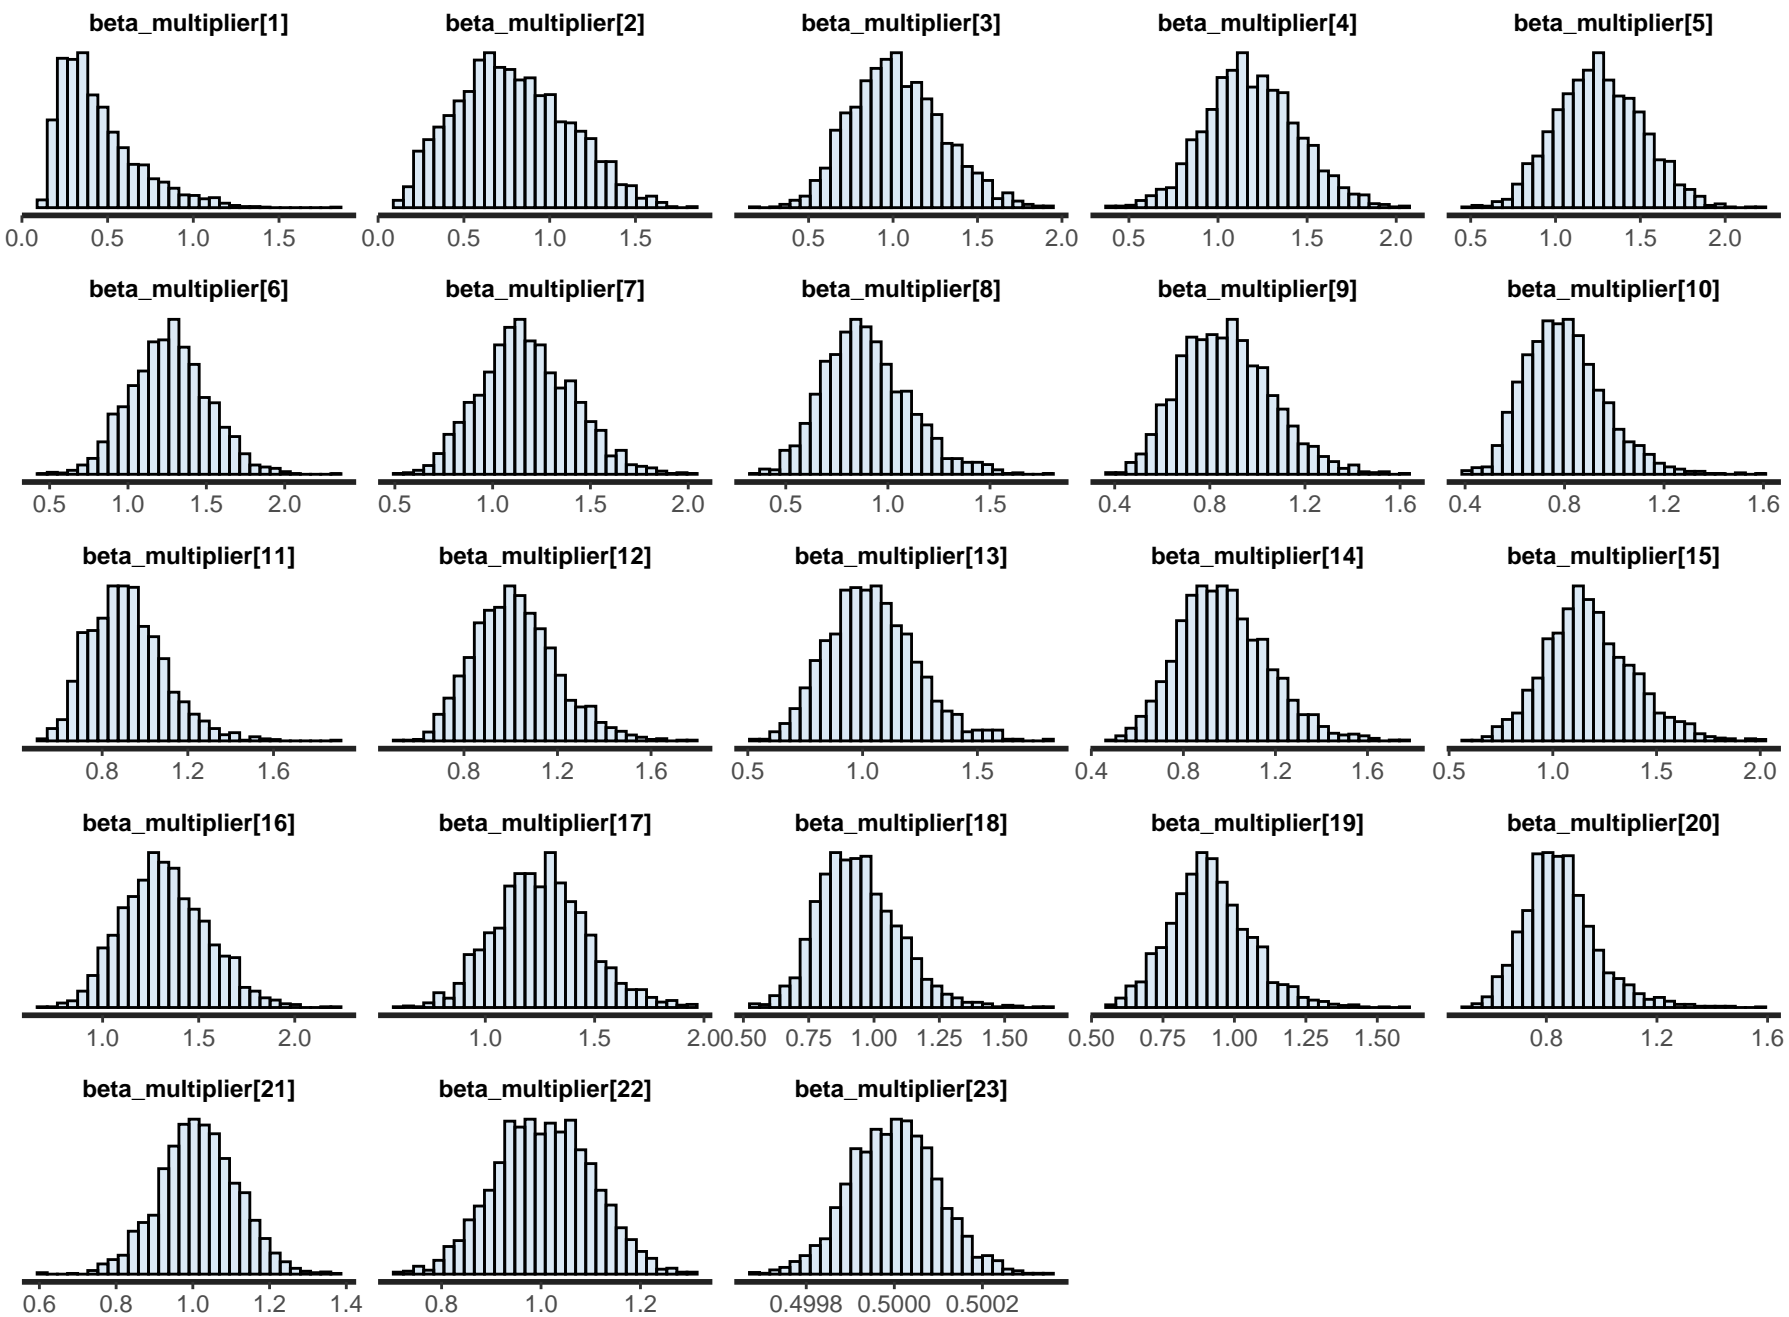 beta_multiplier[1] beta_multiplier[2] beta_multiplier[3] beta_multiplier[4] beta_multiplier[5]
0.0 0.5 1.0 1.5 0.0 0.5 1.0 1.5 0.5 1.0 1.5 2.0 0.5 1.0 1.5 2.0 0.5 1.0 1.5 2.0
beta_multiplier[6] beta_multiplier[7] beta_multiplier[8] beta_multiplier[9] beta_multiplier[10]
0.5 1.0 1.5 2.0 0.5 1.0 1.5 2.0 0.5 1.0 1.5 0.4 0.8 1.2 1.6 0.4 0.8 1.2 1.6
beta_multiplier[11] beta_multiplier[12] beta_multiplier[13] beta_multiplier[14] beta_multiplier[15]
0.8 1.2 1.6 0.8 1.2 1.6 0.5 1.0 1.5 0.4 0.8 1.2 1.6 0.5 1.0 1.5 2.0
beta_multiplier[16] beta_multiplier[17] beta_multiplier[18] beta_multiplier[19] beta_multiplier[20]
1.0 1.5 2.0 1.0 1.5 2.0 0.50 0.75 1.00 1.25 1.50 0.50 0.75 1.00 1.25 1.50 0.8 1.2 1.6
beta_multiplier[21] beta_multiplier[22] beta_multiplier[23]
0.6 0.8 1.0 1.2 1.4 0.8 1.0 1.2 0.4998 0.5000 0.5002